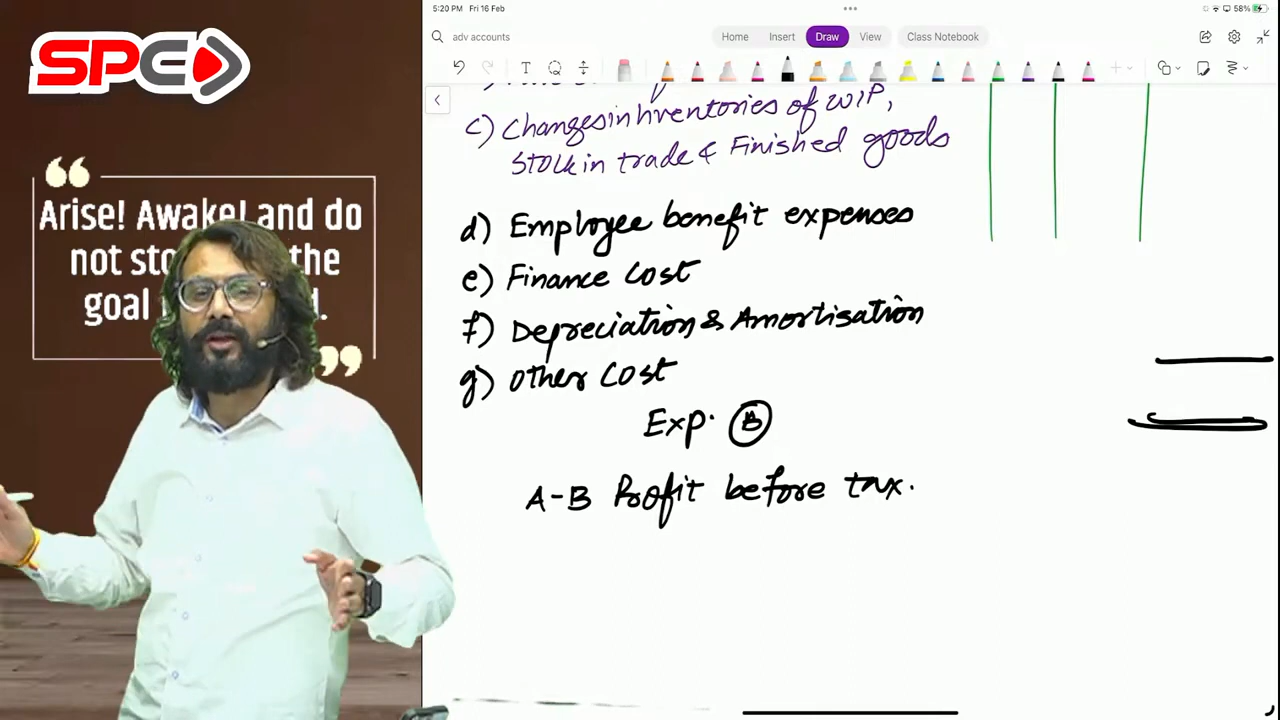 5:20 PM Fri 16 Feb
58%
adv accounts
Home Insert Draw View Class Notebook
SPE
Arise! Awake! and do
not the
goal
c) Changes in Inventories of WIP,
Stock in trade & Finished goods
d) Employee benefit expenses
e) Finance Cost
f) Depreciation & Amortisation
g) Other Cost
Exp. B
A-B Profit before tax.